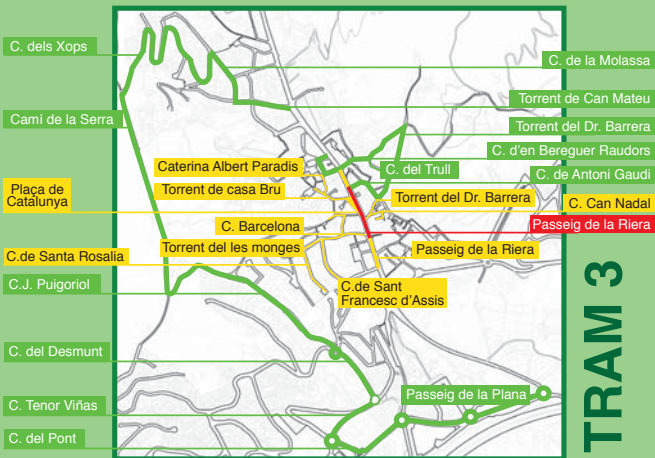 C. dels Xops
C. de la Molassa
Torrent de Can Mateu
Camí de la Serra
Torrent del Dr. Barrera
C. d'en Bereguer Raudors
Caterina Albert Paradis
C. del Trull
C. de Antoni Gaudi
Plaça de
Catalunya
Torrent de casa Bru
Torrent del Dr. Barrera
C. Can Nadal
C. Barcelona
Passeig de la Riera
Torrent del les monges
Passeig de la Riera
C.de Santa Rosalia
C.J. Puigoriol
C.de Sant
Francesc d'Assis
C. del Desmunt
Passeig de la Plana
C. Tenor Viñas
C. del Pont
TRAM 3